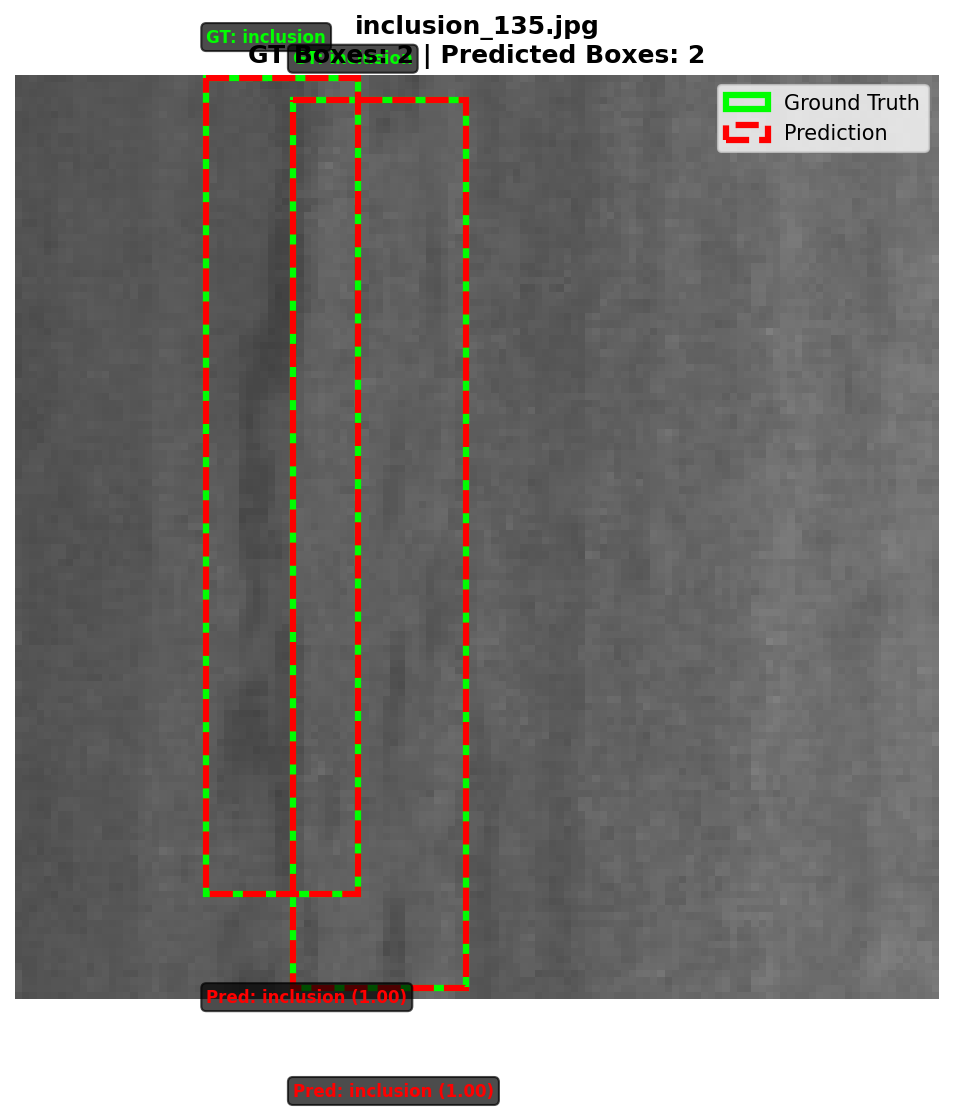 inclusion_135.jpg
GT Boxes: 2 | Predicted Boxes: 2
GT: inclusion
GT: inclusion
Ground Truth
Prediction
Pred: inclusion (1.00)
Pred: inclusion (1.00)